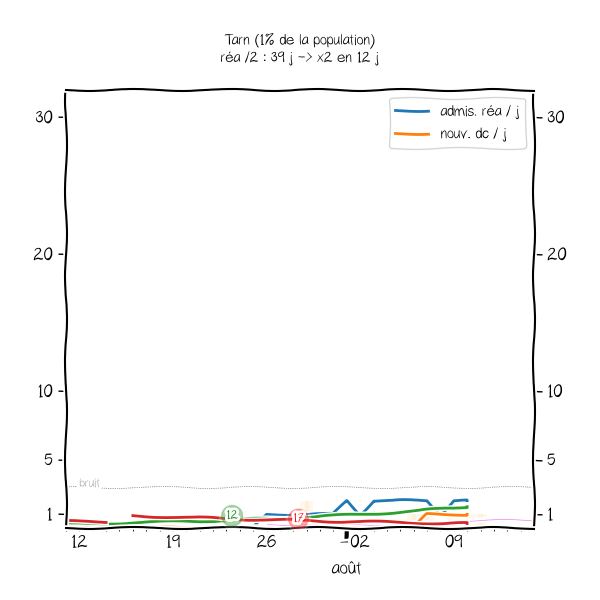 Tarn (1% de la population)
réa /2 : 39 j -> x2 en 12 j
admis. réa / j
nouv. dc / j
30
30
20
20
10
10
5
5
bruit
12
17
1
1
12
19
26
02
09
août